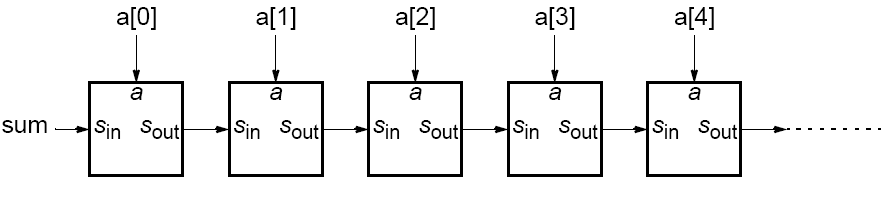 a[0] a[1] a[2] a[3] a[4]
a a a a a
sum sin sout sin sout sin sout sin sout sin sout